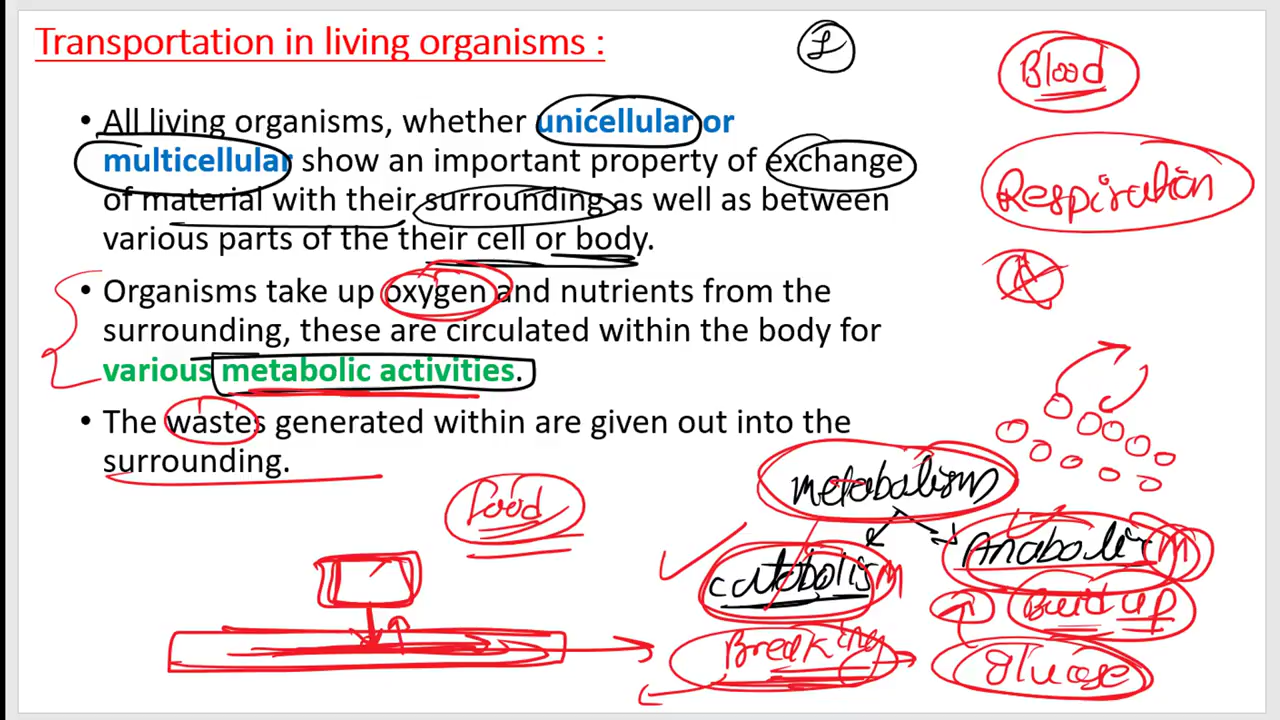 Transportation in living organisms :
Blood
• All living organisms, whether unicellular or
multicellular show an important property of exchange
of material with their surrounding as well as between
various parts of the their cell or body.
Respiration
• Organisms take up oxygen and nutrients from the
surrounding, these are circulated within the body for
various metabolic activities.
• The wastes generated within are given out into the
surrounding.
food
metabolism
catabolism
Anabolism
Breaking
Build up
glucose